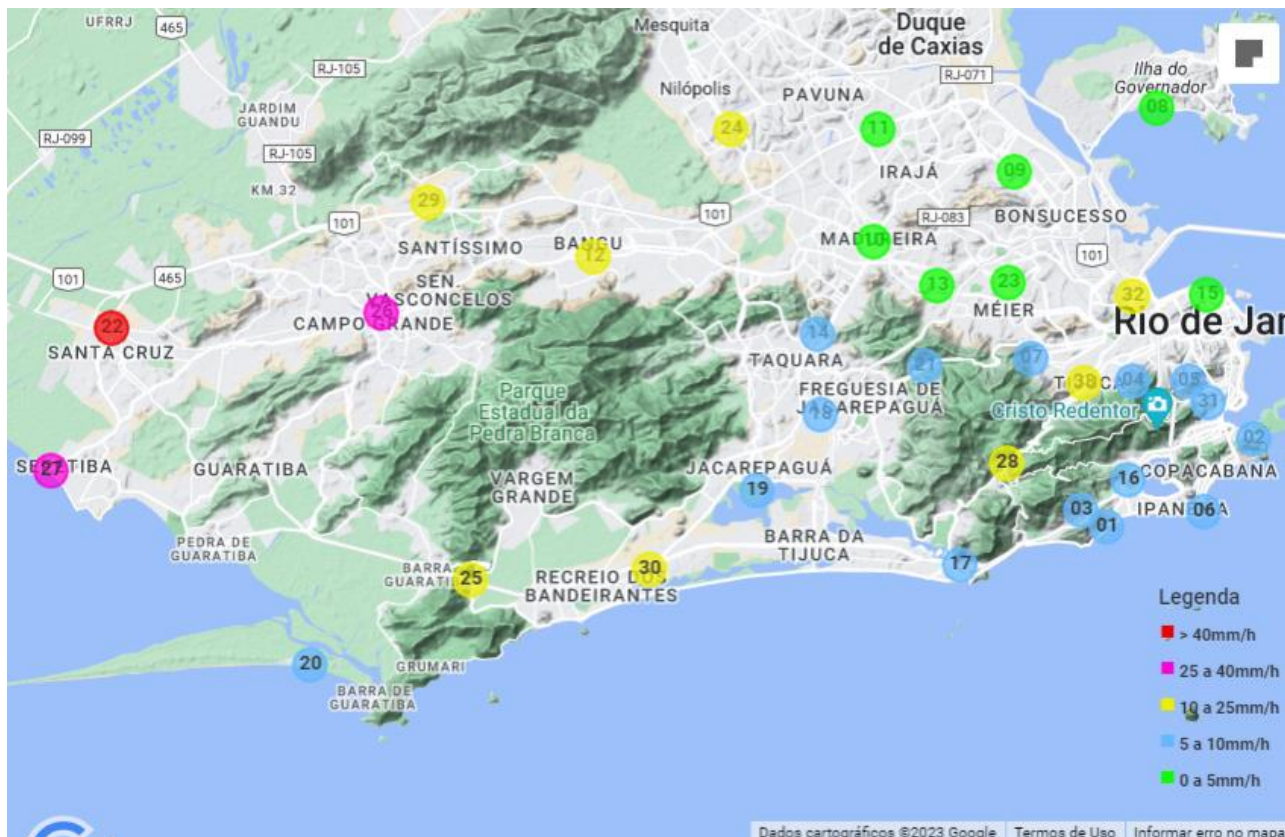 UFRRJ
465
Mesquita
Duque
de Caxias
RJ-071
Ilha do
Governador
RJ-105
Nilópolis
PAVUNA
08
JARDIM
GUANDU
24
11
RJ-099
RJ-105
IRAJÁ
09
KM 32
29
101
101
RJ-083
BONSUCESSO
SANTÍSSIMO
BANGU
12
MADUREIRA
10
101
101
465
SEN.
VASCONCELOS
13
23
MÉIER
32
15
26
CAMPO GRANDE
22
SANTA CRUZ
14
Rio de Jan
TAQUARA
21
07
Parque
Estadual da
Pedra Branca
FREGUESIA DE
JACAREPAGUÁ
18
38
04
05
31
Cristo Redentor
02
SEPETIBA
27
GUARATIBA
VARGEM
GRANDE
JACAREPAGUÁ
28
COPACABANA
16
19
03
01
IPANEMA
06
PEDRA DE
GUARATIBA
BARRA DA
TIJUCA
BARRA
GUARATIBA
25
RECREIO DOS
BANDEIRANTES
30
17
20
GRUMARI
BARRA DE
GUARATIBA
Legenda
> 40mm/h
25 a 40mm/h
10 a 25mm/h
5 a 10mm/h
0 a 5mm/h
Dados cartográficos ©2023 Google
Termos de Uso
Informar erro no mapa